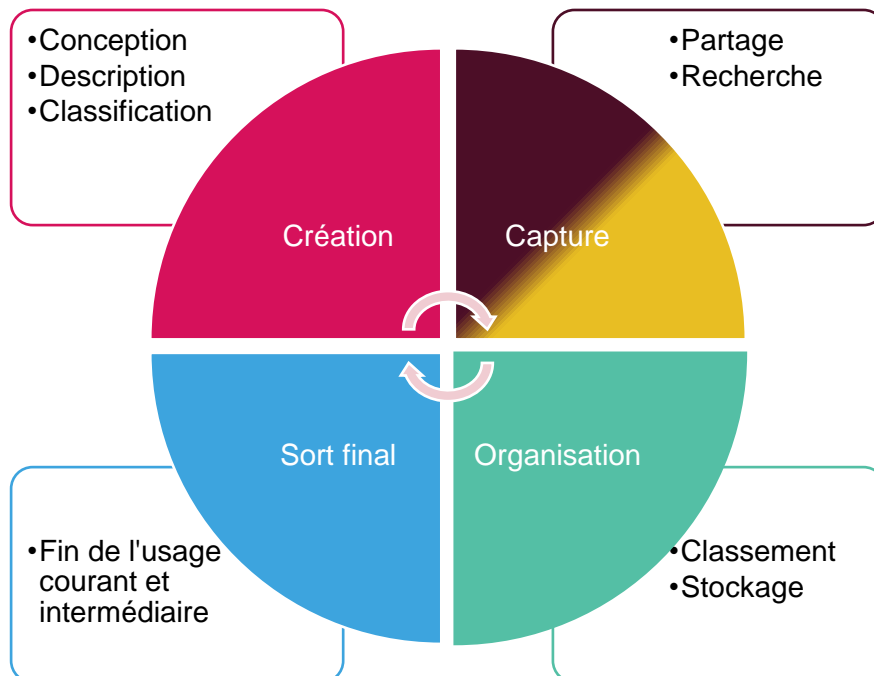 •Conception
•Description
•Classification
•Partage
•Recherche
Création
Capture
Sort final
Organisation
•Fin de l'usage
courant et
intermédiaire
•Classement
•Stockage